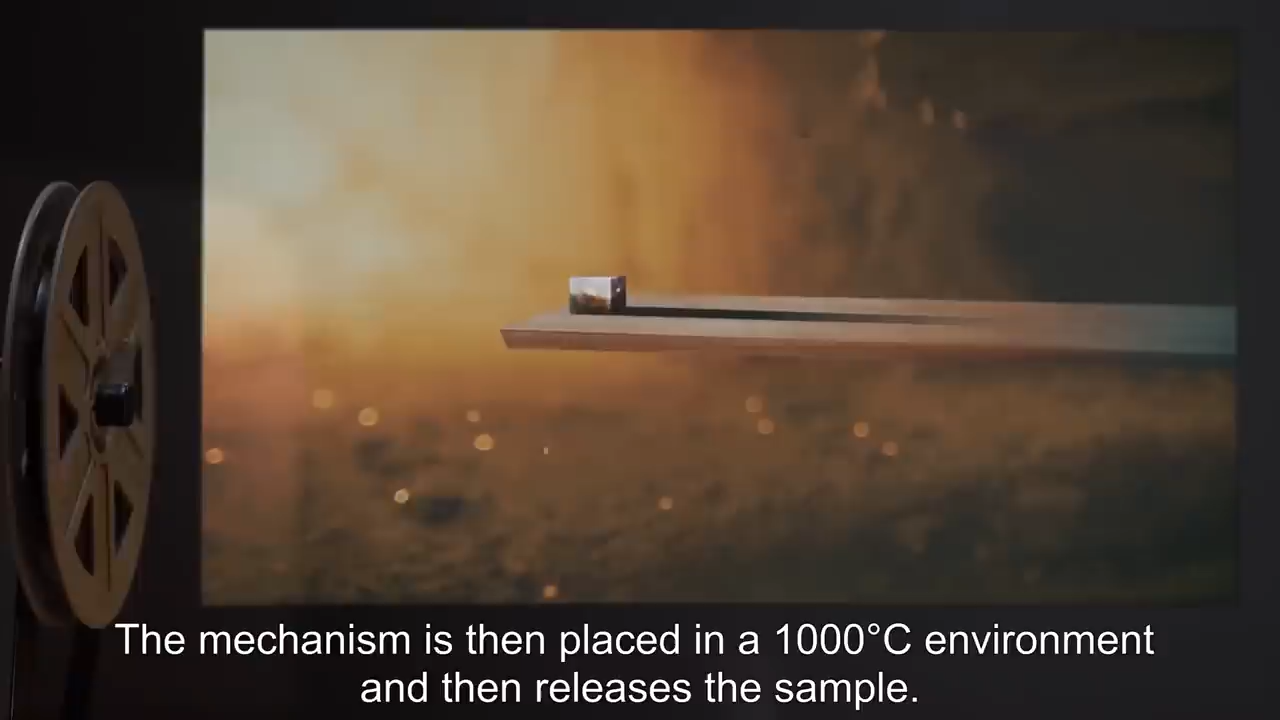 The mechanism is then placed in a 1000°C environment
and then releases the sample.